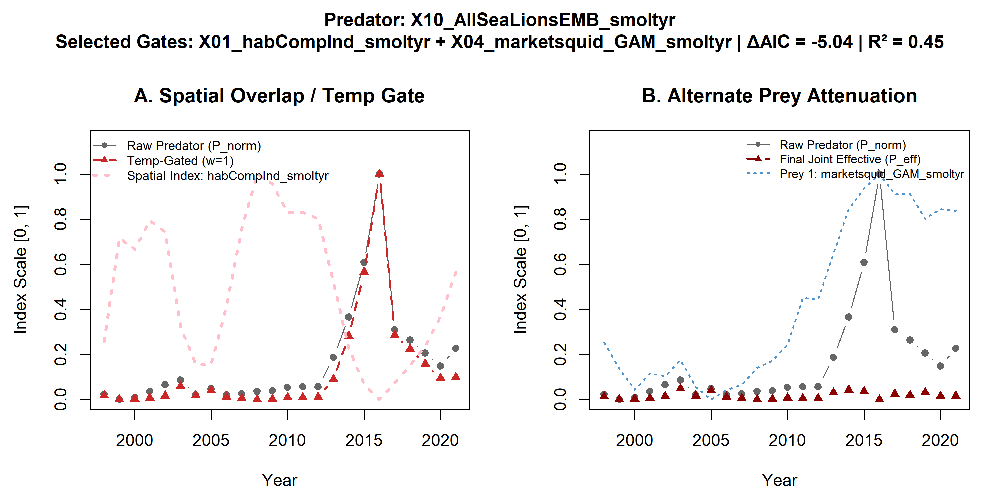 Predator: X10_AllSeaLionsEMB_smoltyr
Selected Gates: X01_habCompInd_smoltyr + X04_marketsquid_GAM_smoltyr | ΔAIC = -5.04 | R² = 0.45
A. Spatial Overlap / Temp Gate
Raw Predator (P_norm)
Temp-Gated (w=1)
Spatial Index: habCompInd_smoltyr
Index Scale [0, 1]
0.0
0.2
0.4
0.6
0.8
1.0
2000
2005
2010
2015
2020
Year
B. Alternate Prey Attenuation
Raw Predator (P_norm)
Final Joint Effective (P_eff)
Prey 1: marketsquid_GAM_smoltyr
Index Scale [0, 1]
0.0
0.2
0.4
0.6
0.8
1.0
2000
2005
2010
2015
2020
Year